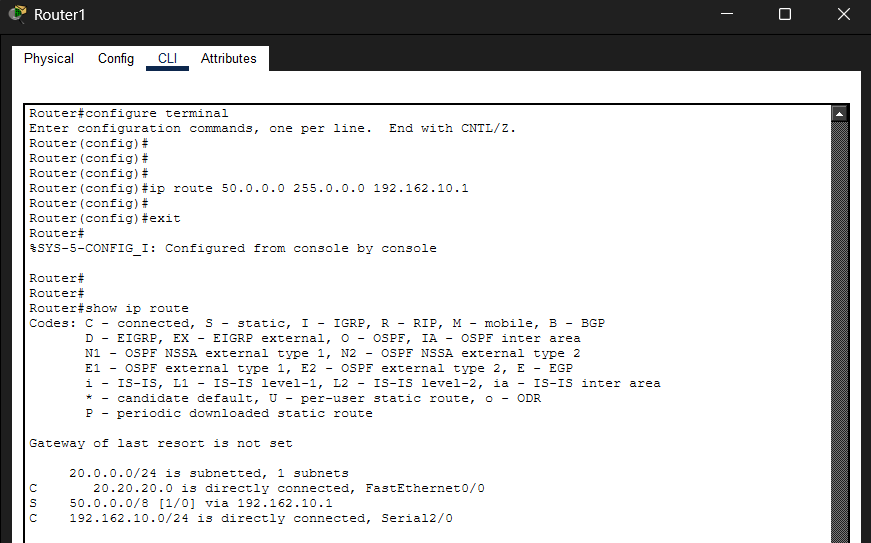 Router1
Physical Config CLI Attributes
Router#configure terminal
Enter configuration commands, one per line.  End with CNTL/Z.
Router(config)#
Router(config)#
Router(config)#
Router(config)#ip route 50.0.0.0 255.0.0.0 192.162.10.1
Router(config)#
Router(config)#exit
Router#
%SYS-5-CONFIG_I: Configured from console by console
Router#
Router#
Router#show ip route
Codes: C - connected, S - static, I - IGRP, R - RIP, M - mobile, B - BGP
       D - EIGRP, EX - EIGRP external, O - OSPF, IA - OSPF inter area
       N1 - OSPF NSSA external type 1, N2 - OSPF NSSA external type 2
       E1 - OSPF external type 1, E2 - OSPF external type 2, E - EGP
       i - IS-IS, L1 - IS-IS level-1, L2 - IS-IS level-2, ia - IS-IS inter area
       * - candidate default, U - per-user static route, o - ODR
       P - periodic downloaded static route
Gateway of last resort is not set
     20.0.0.0/24 is subnetted, 1 subnets
C       20.20.20.0 is directly connected, FastEthernet0/0
S    50.0.0.0/8 [1/0] via 192.162.10.1
C    192.162.10.0/24 is directly connected, Serial2/0